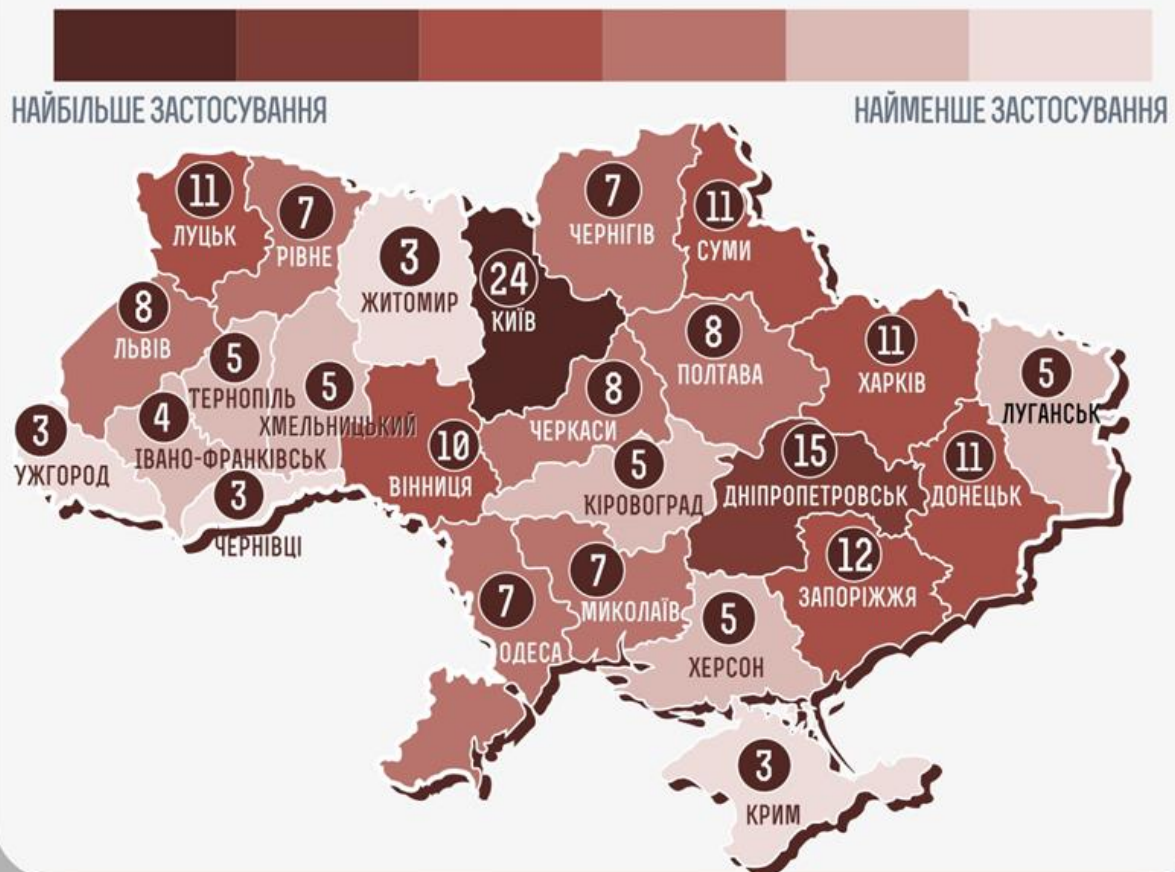 НАЙБІЛЬШЕ ЗАСТОСУВАННЯ
НАЙМЕНШЕ ЗАСТОСУВАННЯ
11
ЛУЦЬК
7
РІВНЕ
3
ЖИТОМИР
24
КИЇВ
7
ЧЕРНІГІВ
11
СУМИ
8
ЛЬВІВ
5
ТЕРНОПІЛЬ
5
ХМЕЛЬНИЦЬКИЙ
8
ЧЕРКАСИ
8
ПОЛТАВА
11
ХАРКІВ
5
ЛУГАНСЬК
3
УЖГОРОД
4
ІВАНО-ФРАНКІВСЬК
3
ЧЕРНІВЦІ
10
ВІННИЦЯ
5
КІРОВОГРАД
15
ДНІПРОПЕТРОВСЬК
11
ДОНЕЦЬК
7
ОДЕСА
7
МИКОЛАЇВ
5
ХЕРСОН
12
ЗАПОРІЖЖЯ
3
КРИМ